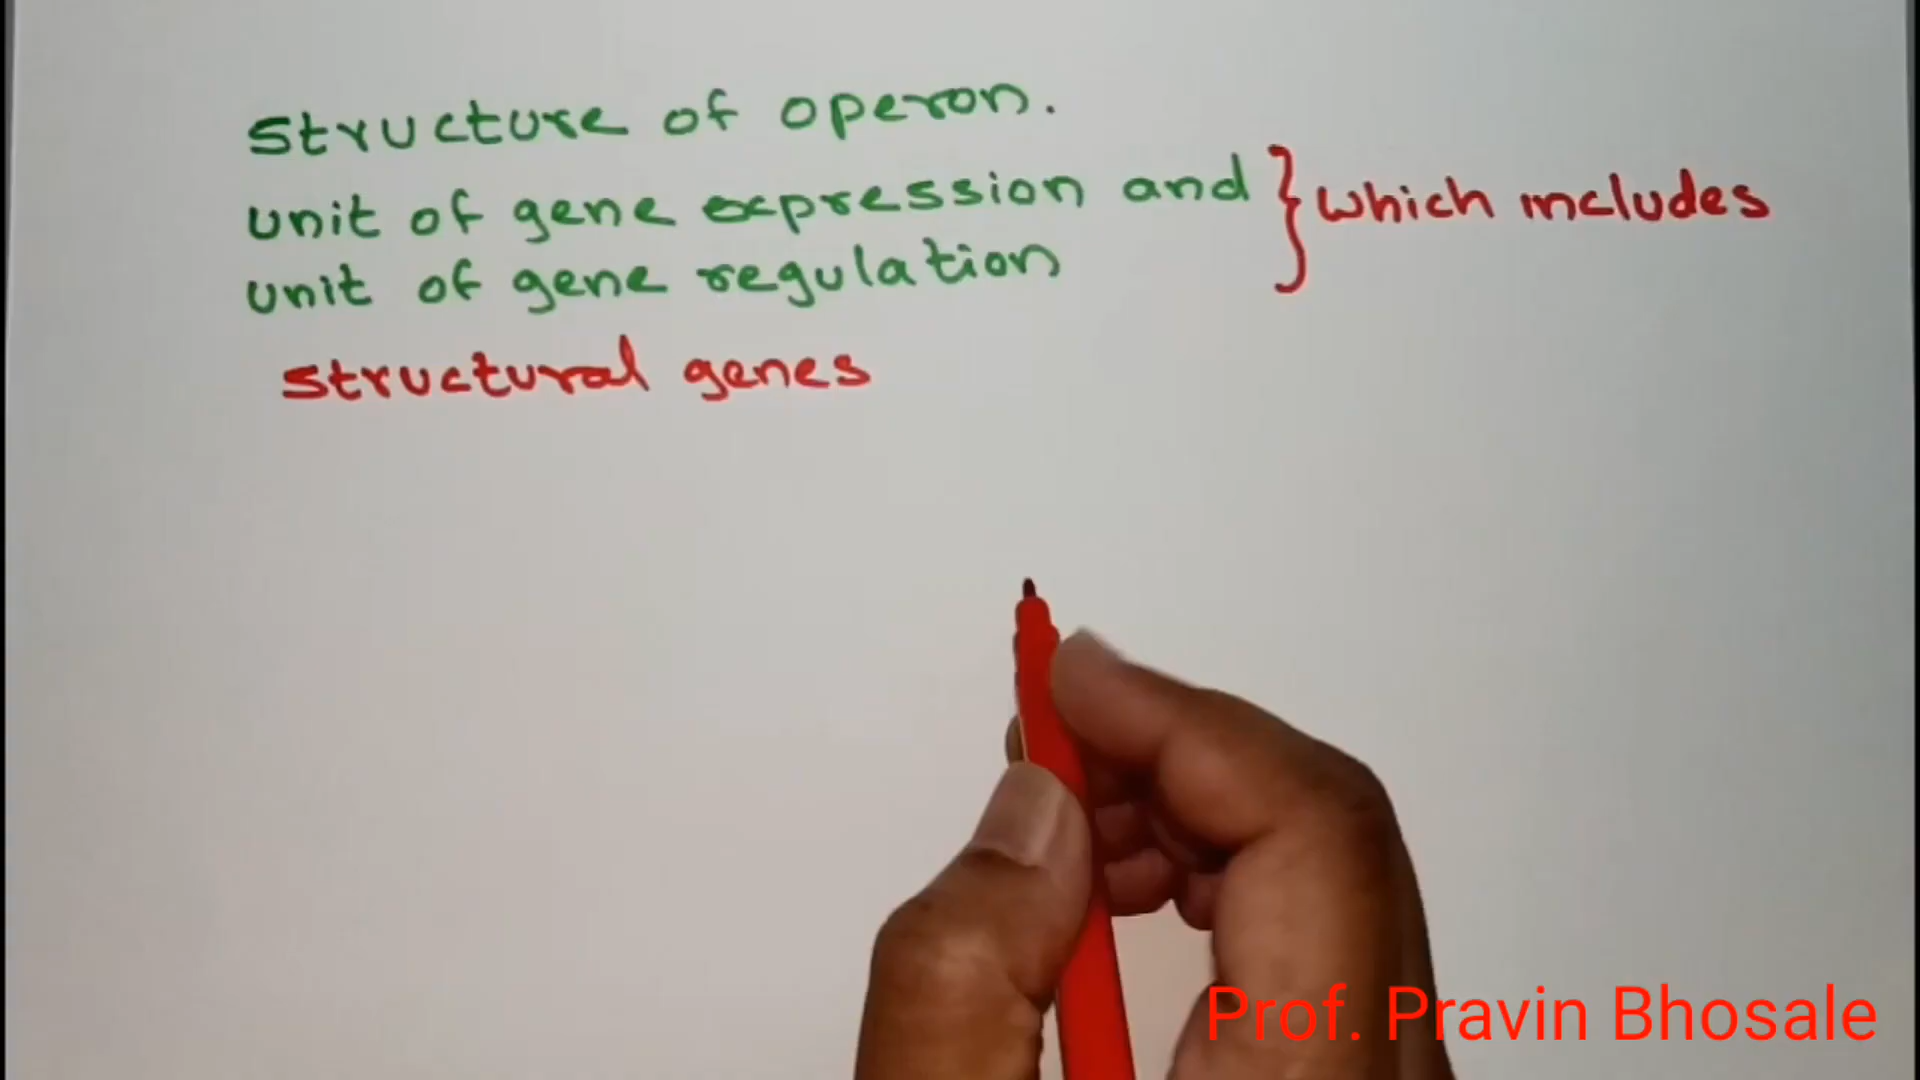 structure of operon.
unit of gene expression and } which includes
unit of gene regulation
structural genes
Prof. Pravin Bhosale